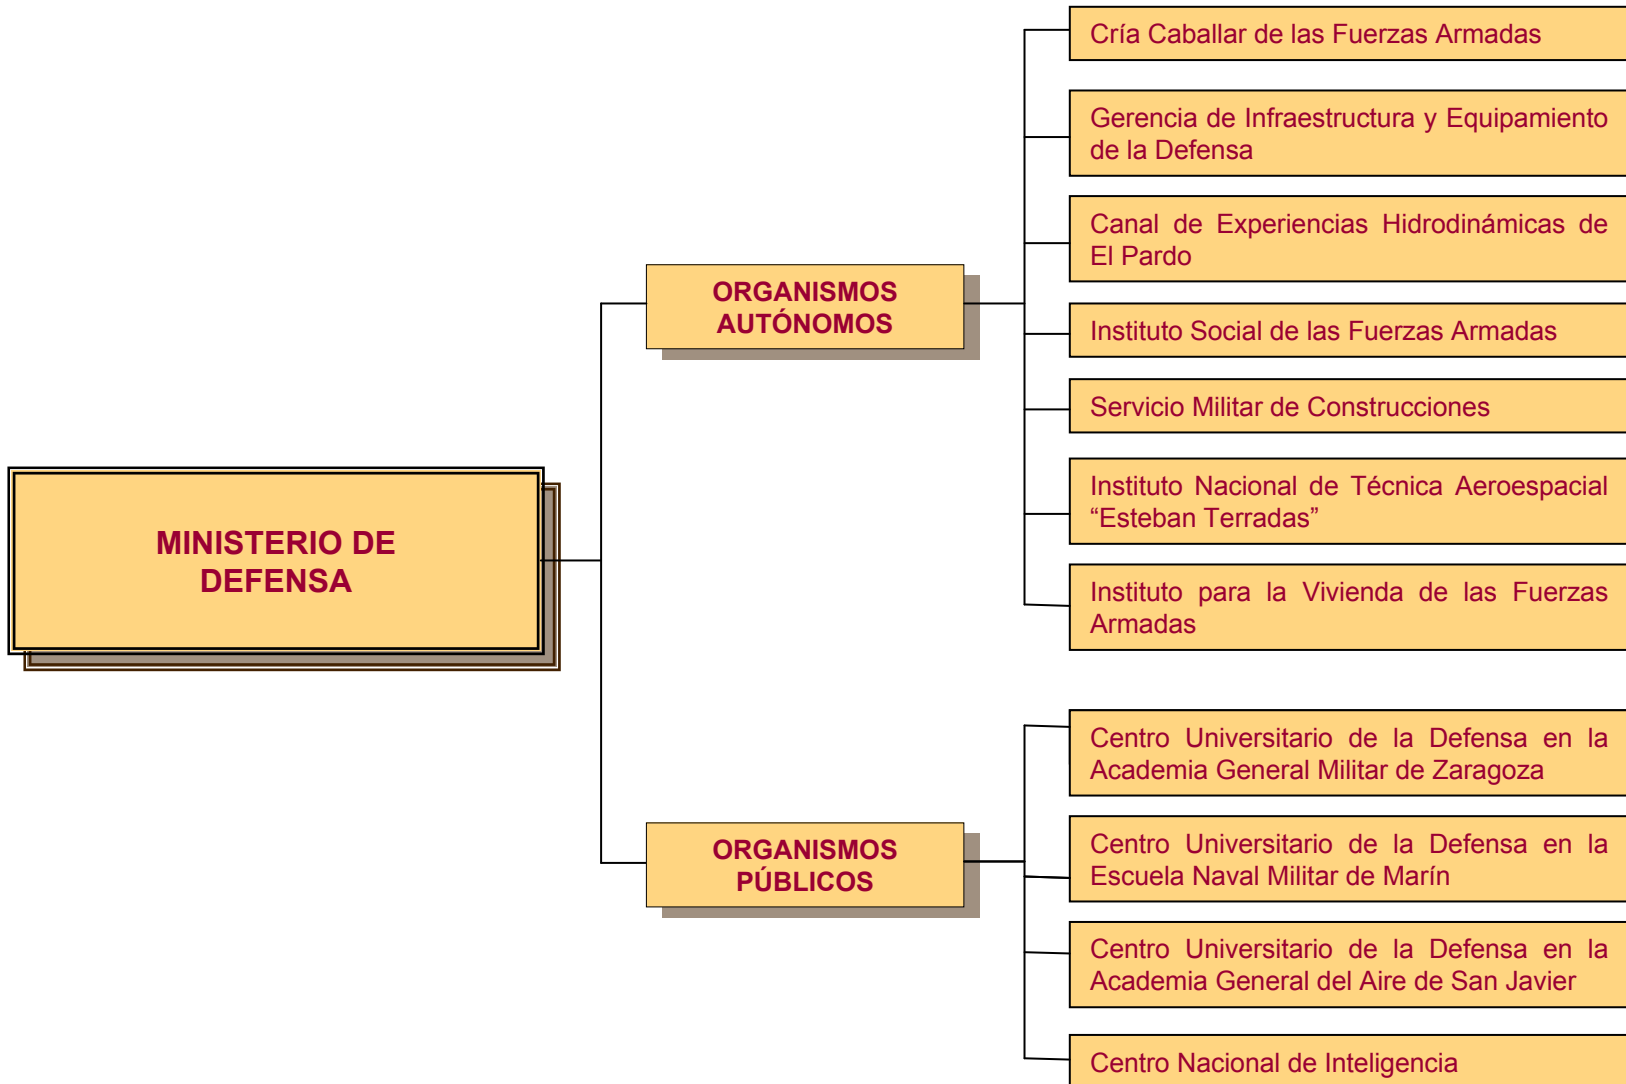 Cría Caballar de las Fuerzas Armadas
Gerencia de Infraestructura y Equipamiento
de la Defensa
Canal de Experiencias Hidrodinámicas de
El Pardo
ORGANISMOS
AUTÓNOMOS
Instituto Social de las Fuerzas Armadas
Servicio Militar de Construcciones
Instituto Nacional de Técnica Aeroespacial
“Esteban Terradas”
MINISTERIO DE
DEFENSA
Instituto para la Vivienda de las Fuerzas
Armadas
Centro Universitario de la Defensa en la
Academia General Militar de Zaragoza
ORGANISMOS
PÚBLICOS
Centro Universitario de la Defensa en la
Escuela Naval Militar de Marín
Centro Universitario de la Defensa en la
Academia General del Aire de San Javier
Centro Nacional de Inteligencia